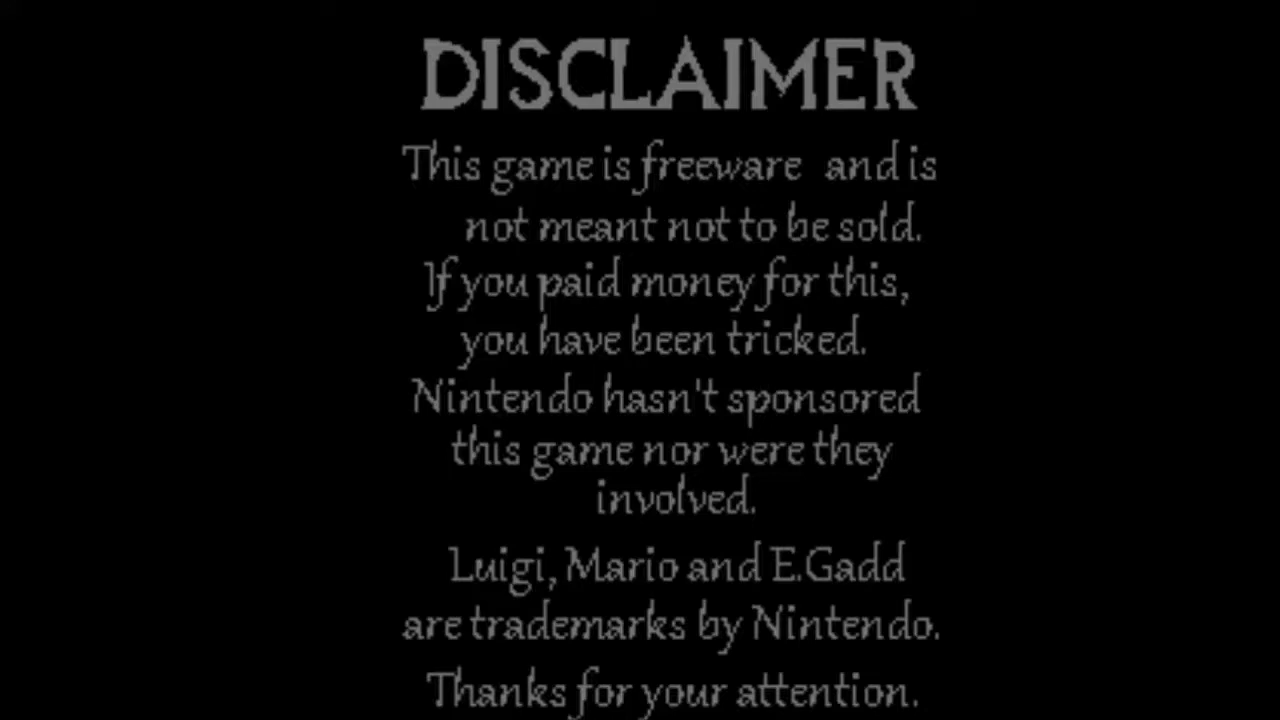 DISCLAIMER
This game is freeware and is
not meant not to be sold.
If you paid money for this,
you have been tricked.
Nintendo hasn't sponsored
this game nor were they
involved.
Luigi, Mario and E.Gadd
are trademarks by Nintendo.
Thanks for your attention.